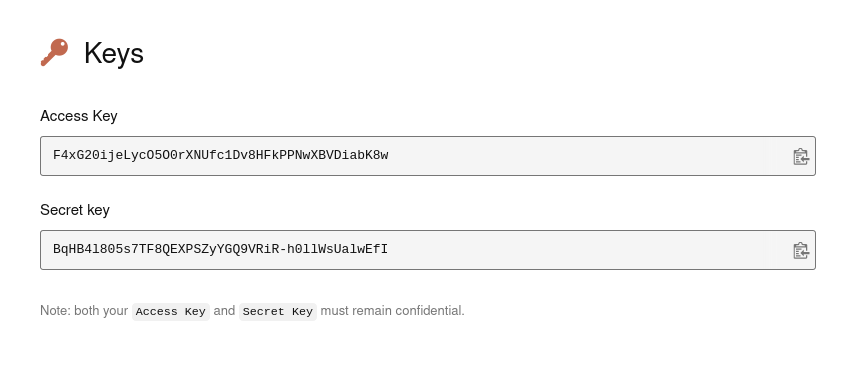 Keys
Access Key
F4xG20ijeLycO5O0rXNUfc1Dv8HFkPPNwXBVDiabK8w
Secret key
BqHB4l805s7TF8QEXPSZyYGQ9VRiR-h0llWsUalwEfI
Note: both your Access Key and Secret Key must remain confidential.